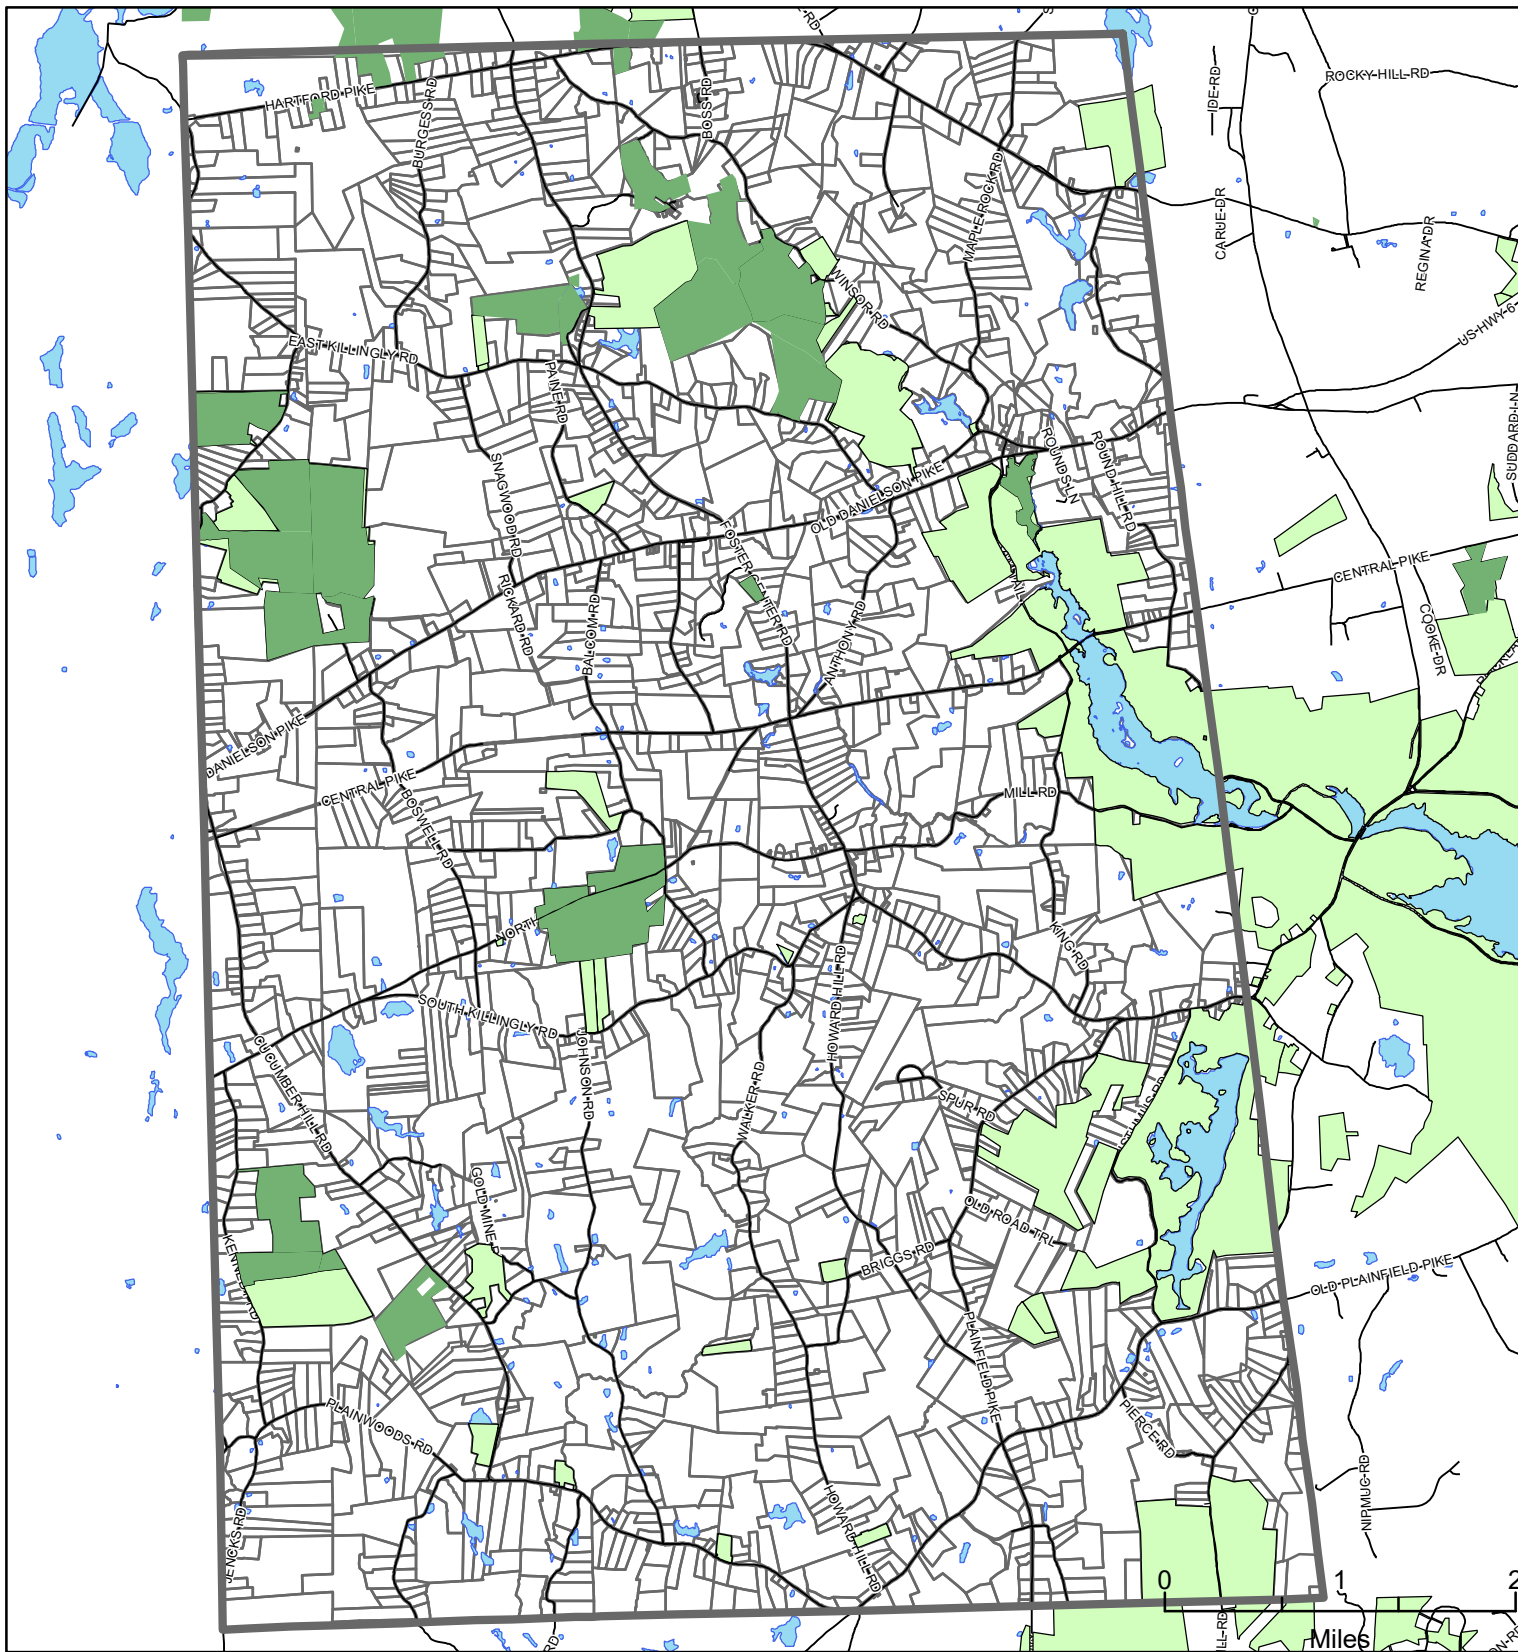 ROCKY HILL RD
IDE RD
HARTFORD PIKE
BURGESS RD
BOSS RD
MAPLE ROCK RD
CARUE DR
REGINA DR
WINSOR RD
US HWY 6
EAST KILLINGLY RD
PAINE RD
SUDDARD LN
ROUNDS LN
ROUND HILL RD
SNAGWOOD RD
OLD DANIELSON PIKE
FOSTER CENTER RD
CENTRAL PIKE
RICKARD RD
BALCOM RD
ANTHONY RD
COOKE DR
DANIELSON PIKE
CENTRAL PIKE
BOSWELL RD
MILL RD
NORTH
KING RD
HOWARD HILL RD
SOUTH KILLINGLY RD
JOHNSON RD
CUCUMBER HILL RD
WALKER RD
SPUR RD
GOLD MINE
OLD ROAD TRL
BRIGGS RD
OLD PLAINFIELD PIKE
PLAINFIELD PIKE
PLAINWOODS RD
PIERCE RD
NIPMUC RD
HOWARD HILL RD
JENCKS RD
0 1 2
Miles
RD